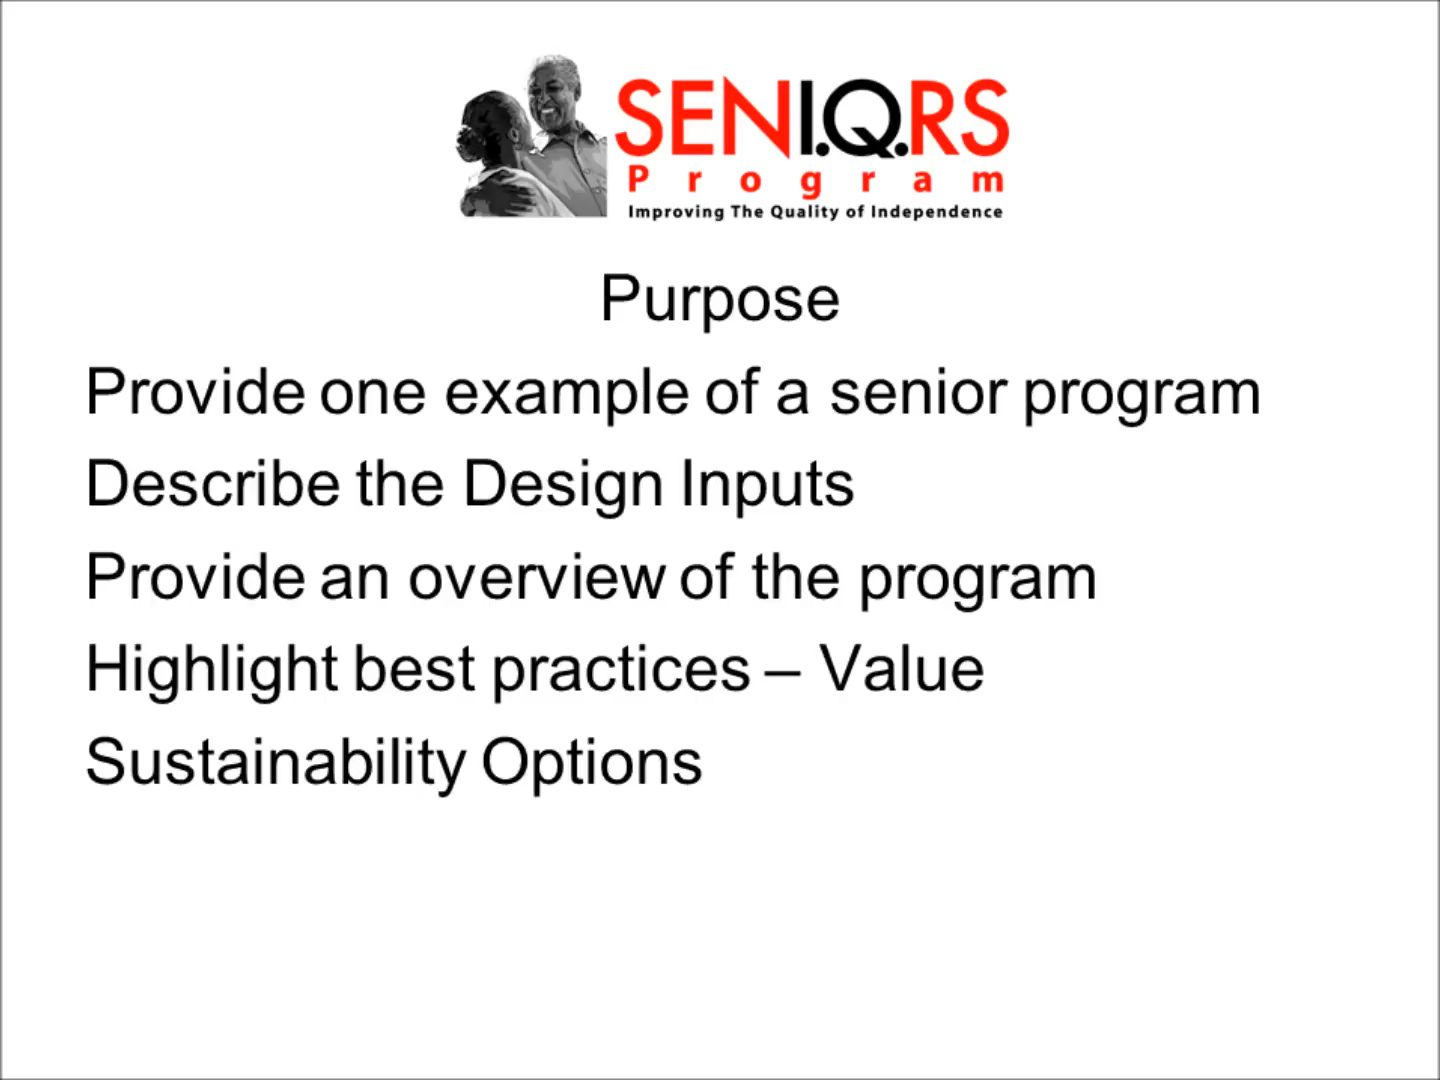 SENI.Q.RS
Program
Improving The Quality of Independence
Purpose
Provide one example of a senior program
Describe the Design Inputs
Provide an overview of the program
Highlight best practices – Value
Sustainability Options